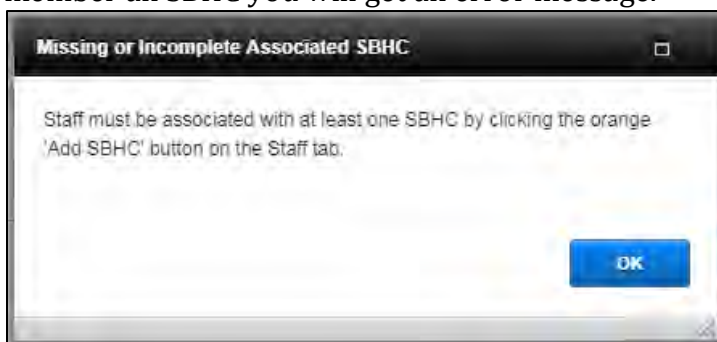 member an SBHC you will get an error message.
Missing or Incomplete Associated SBHC
Staff must be associated with at least one SBHC by clicking the orange
'Add SBHC' button on the Staff tab.
OK